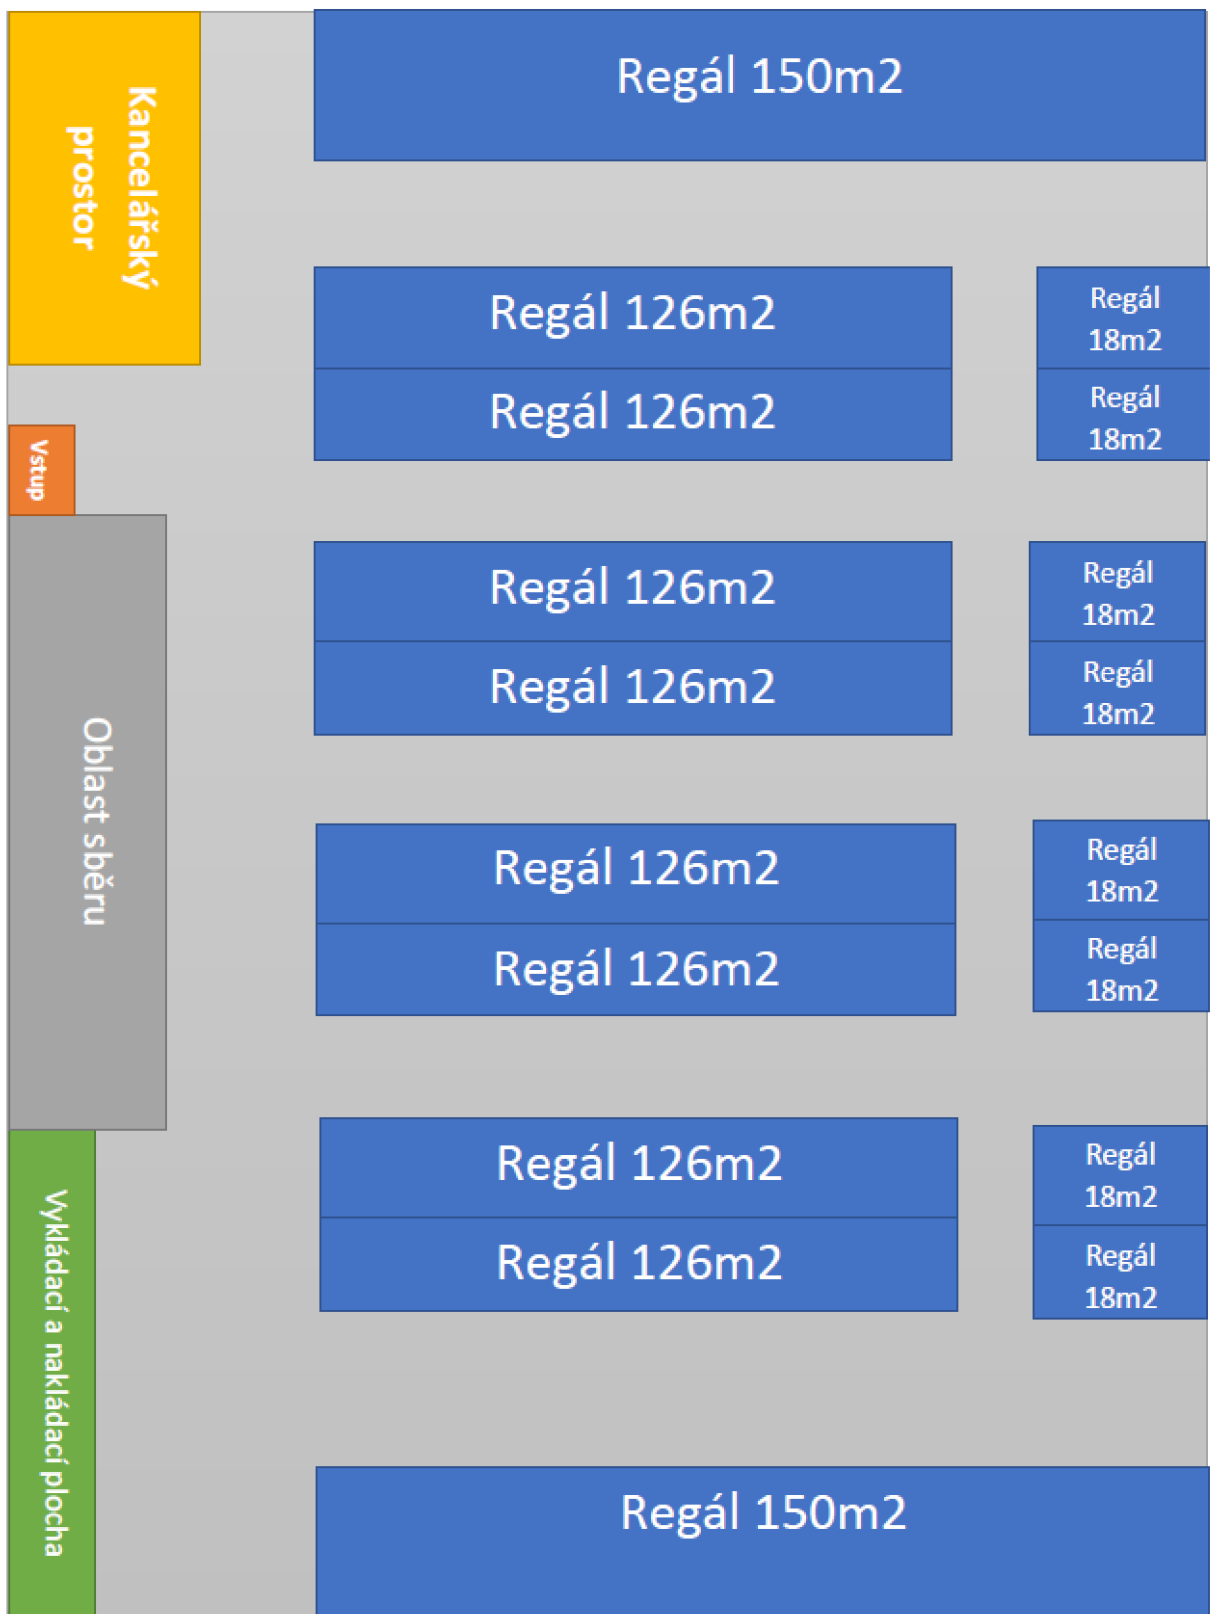 Regál 150m2
Kancelářský
prostor
Regál 126m2
Regál
18m2
Regál 126m2
Regál
18m2
Vstup
Regál 126m2
Regál
18m2
Regál 126m2
Regál
18m2
Oblast sběru
Regál 126m2
Regál
18m2
Regál 126m2
Regál
18m2
Regál 126m2
Regál
18m2
Regál 126m2
Regál
18m2
Vykládací a nakládací plocha
Regál 150m2